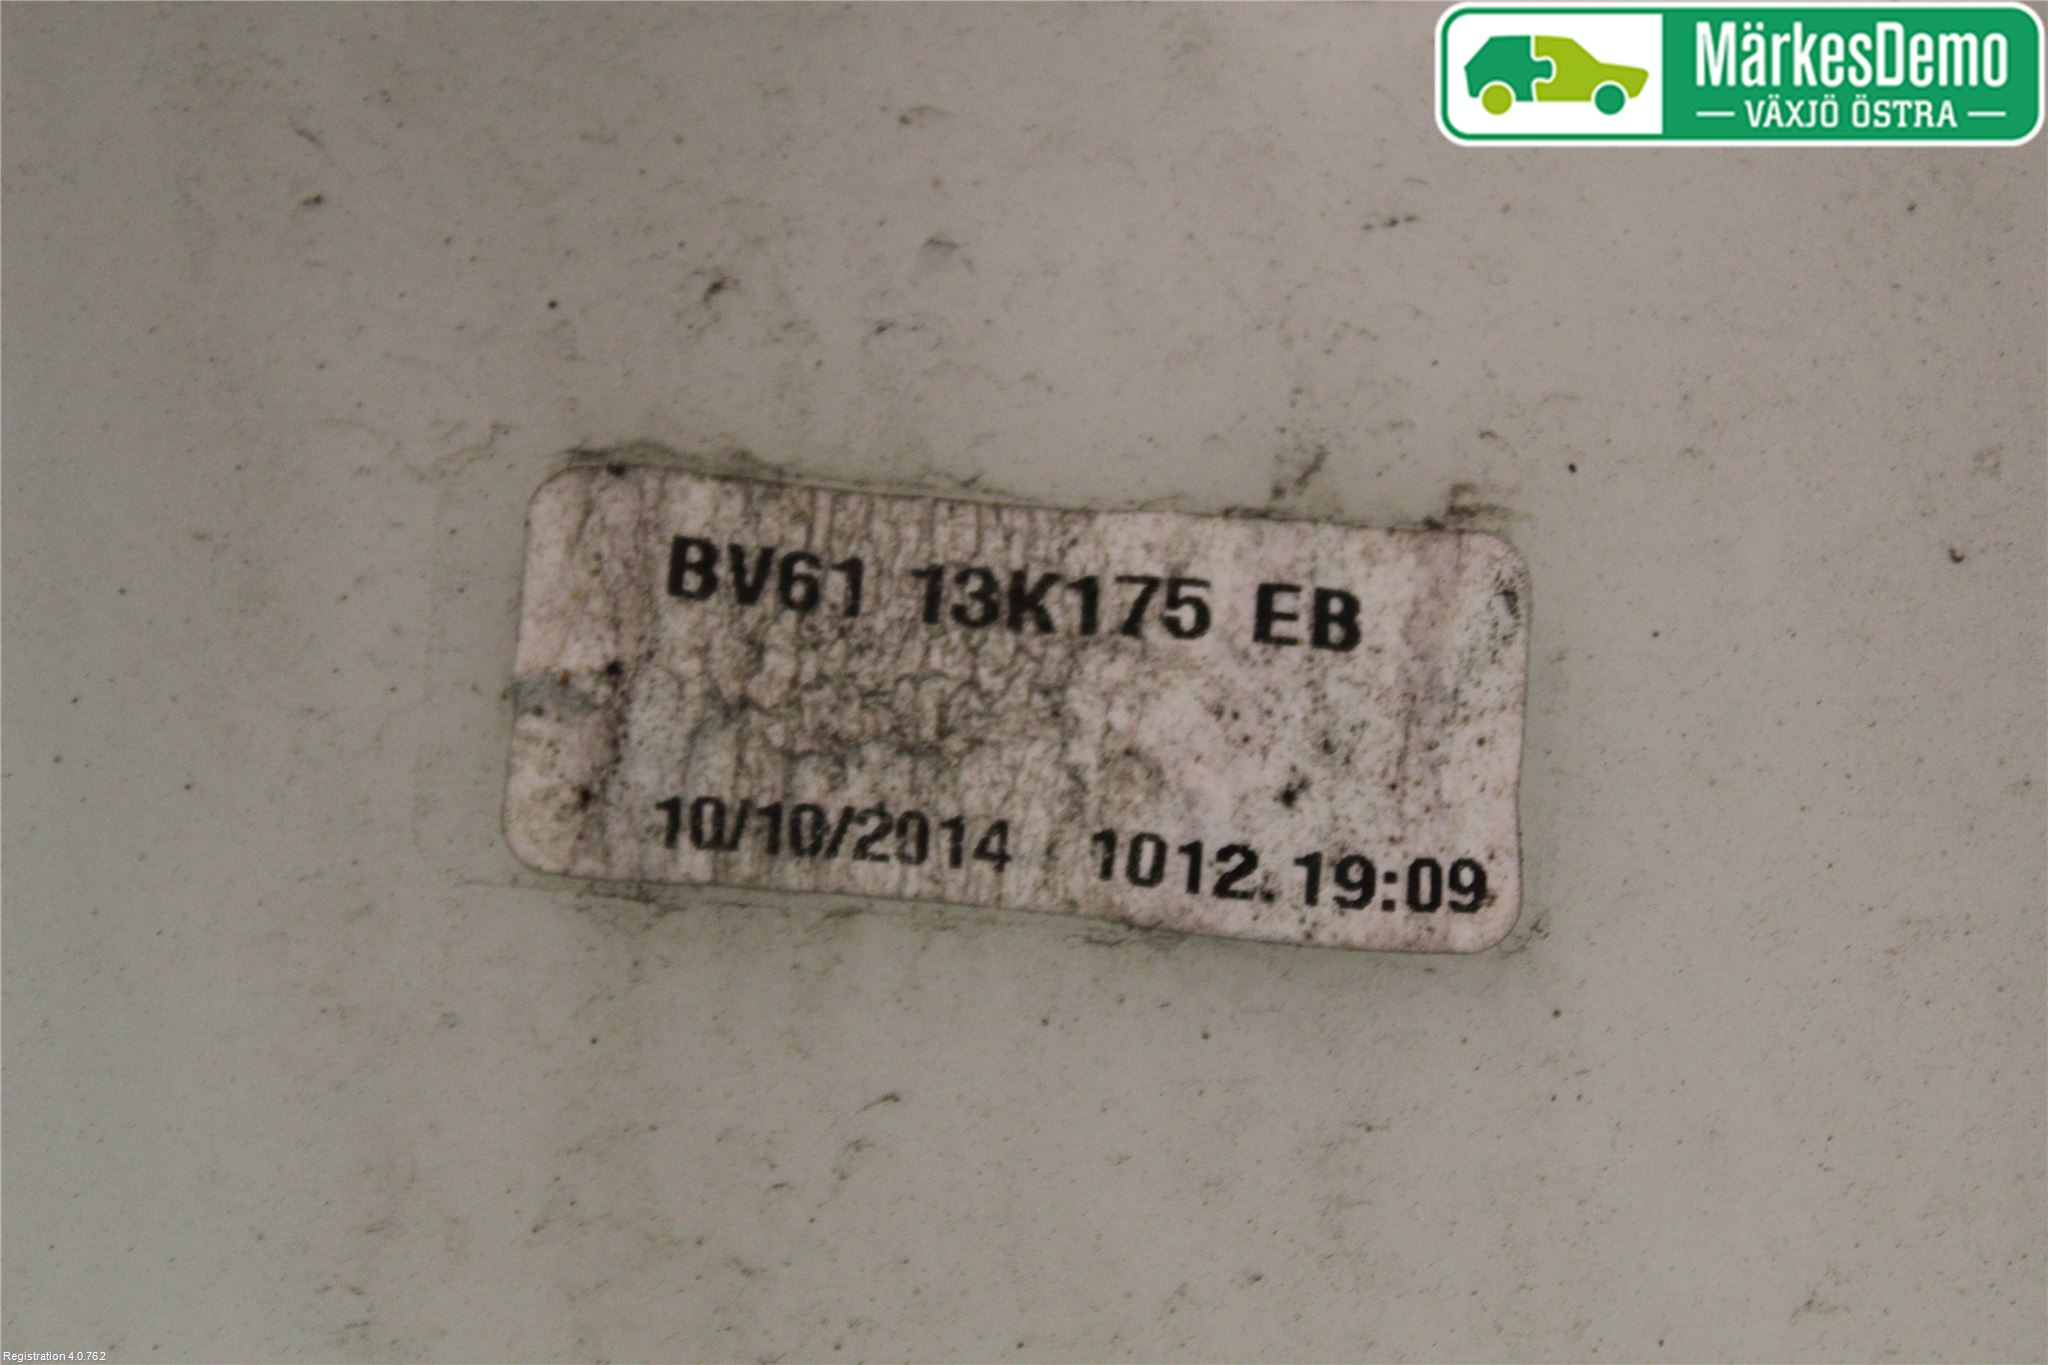 MärkesDemo
— VÄXJÖ ÖSTRA —
BV61 13K175 EB
10/10/2014 1012.19:09
Registration 4.0.762